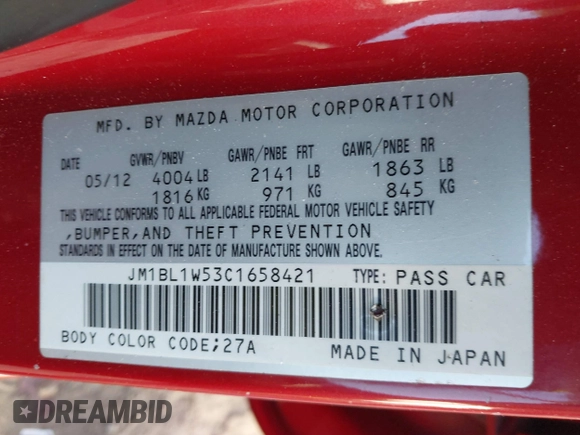 MFD. BY MAZDA MOTOR CORPORATION
DATE GVWR/PNBV GAWR/PNBE FRT GAWR/PNBE RR
05/12 4004 LB 2141 LB 1863 LB
1816 KG 971 KG 845 KG
THIS VEHICLE CONFORMS TO ALL APPLICABLE FEDERAL MOTOR VEHICLE SAFETY
,BUMPER,AND THEFT PREVENTION
STANDARDS IN EFFECT ON THE DATE OF MANUFACTURE SHOWN ABOVE.
JM1BL1W53C1658421 TYPE: PASS CAR
BODY COLOR CODE;27A MADE IN JAPAN
DREAMBID